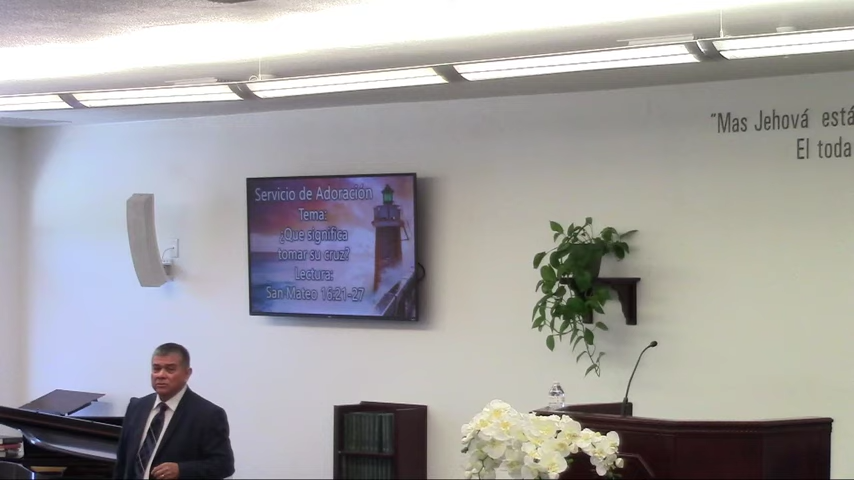 Servicio de Adoración
Tema:
¿Que significa
tomar su cruz?
Lectura:
San Mateo 16:21-27
"Mas Jehová está
El toda